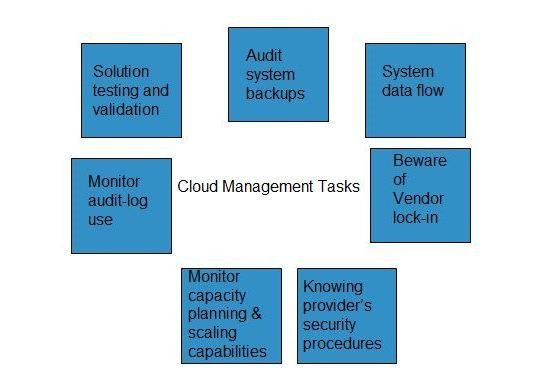 Audit
system
backups
Solution
testing and
validation
System
data flow
Monitor
audit-log
use
Cloud Management Tasks
Beware
of
Vendor
lock-in
Monitor
capacity
planning &
scaling
capabilities
Knowing
provider's
security
procedures